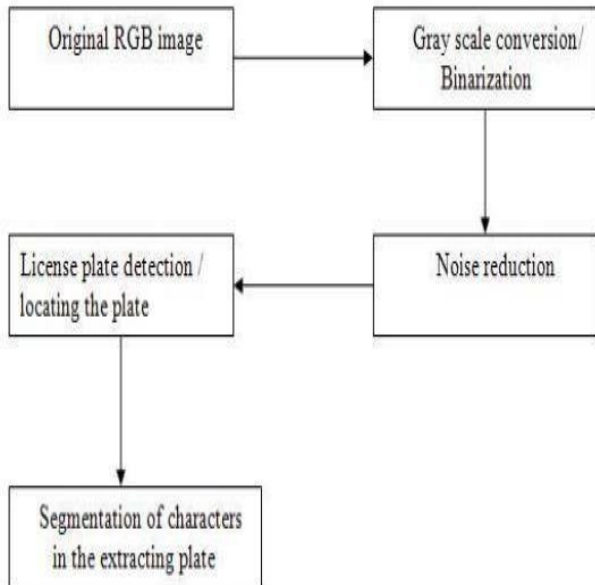 Original RGB image
Gray scale conversion/
Binarization
Noise reduction
License plate detection /
locating the plate
Segmentation of characters
in the extracting plate